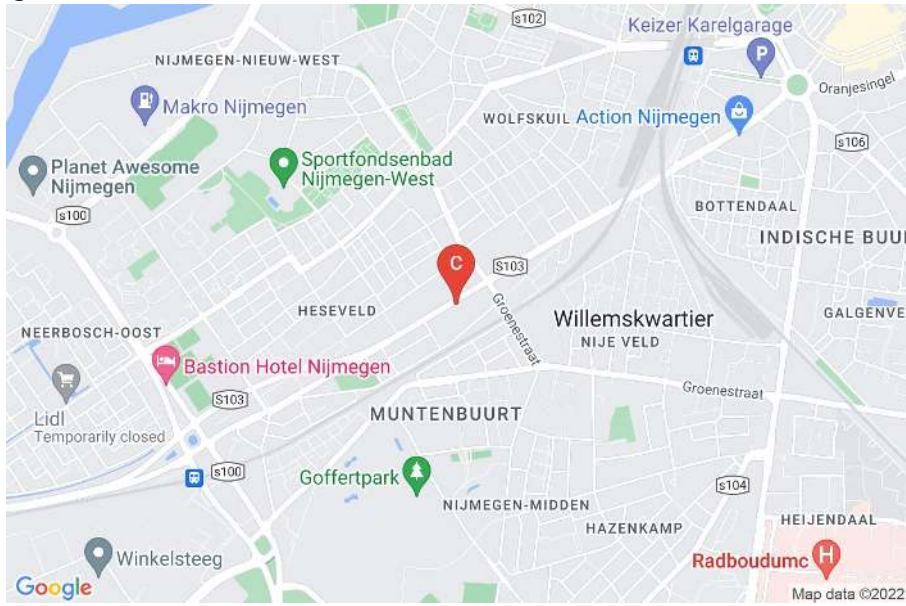 s102
Keizer Karelgarage
P
NIJMEGEN-NIEUW-WEST
Oranjesingel
Makro Nijmegen
WOLFSKUIL
Action Nijmegen
s106
Planet Awesome
Nijmegen
Sportfondsenbad
Nijmegen-West
s100
BOTTENDAAL
INDISCHE BUU
C
S103
HESEVELD
Groenestraat
Willemskwartier
NIJE VELD
GALGENVE
NEERBOSCH-OOST
Bastion Hotel Nijmegen
Groenestraat
Lidl
Temporarily closed
S103
MUNTENBUURT
s100
Goffertpark
s104
NIJMEGEN-MIDDEN
HAZENKAMP
HEIJENDAAL
Winkelsteeg
Radboudumc
H
Google
Map data ©2022